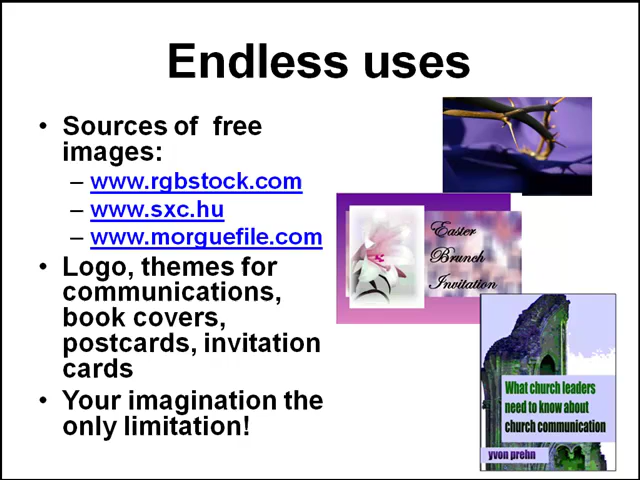 Endless uses
• Sources of free
images:
– www.rgbstock.com
– www.sxc.hu
– www.morguefile.com
• Logo, themes for
communications,
book covers,
postcards, invitation
cards
• Your imagination the
only limitation!
Easter
Brunch
Invitation
What church leaders
need to know about
church communication
yvon prehn